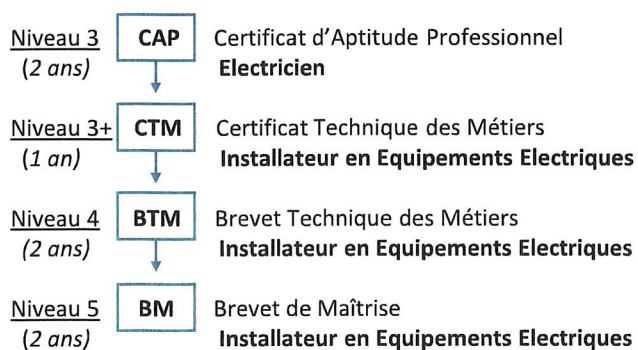 Niveau 3 CAP Certificat d'Aptitude Professionnel
(2 ans) Electricien
Niveau 3+ CTM Certificat Technique des Métiers
(1 an) Installateur en Equipements Electriques
Niveau 4 BTM Brevet Technique des Métiers
(2 ans) Installateur en Equipements Electriques
Niveau 5 BM Brevet de Maîtrise
(2 ans) Installateur en Equipements Electriques